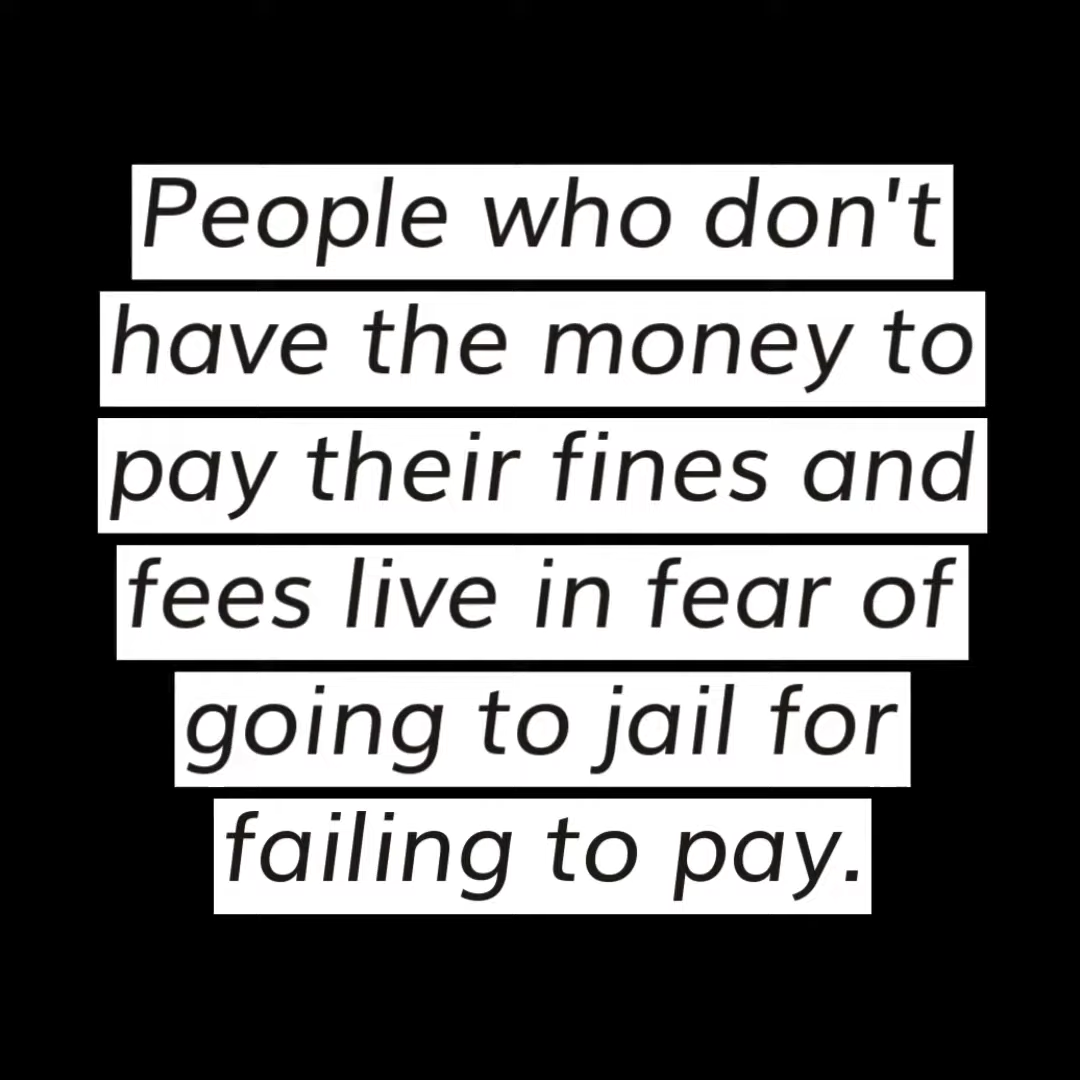 People who don't
have the money to
pay their fines and
fees live in fear of
going to jail for
failing to pay.